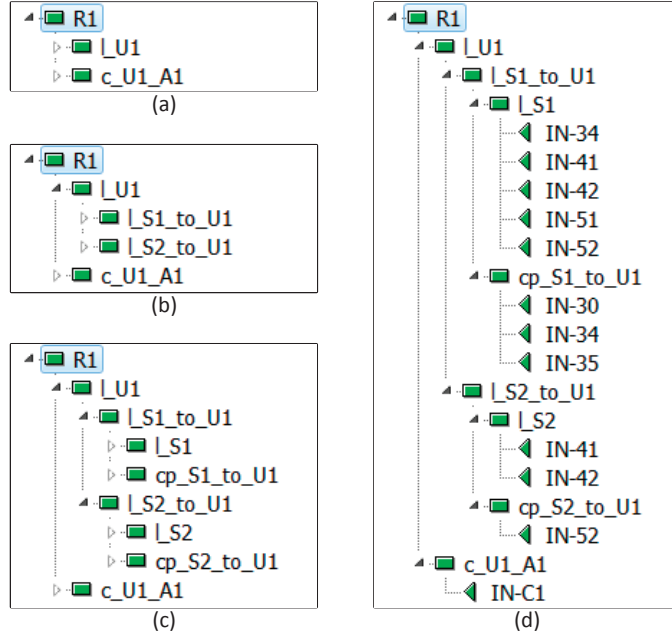 R1
l_U1
c_U1_A1
(a)
R1
l_U1
l_S1_to_U1
l_S2_to_U1
c_U1_A1
(b)
R1
l_U1
l_S1_to_U1
l_S1
cp_S1_to_U1
l_S2_to_U1
l_S2
cp_S2_to_U1
c_U1_A1
(c)
R1
l_U1
l_S1_to_U1
l_S1
IN-34
IN-41
IN-42
IN-51
IN-52
cp_S1_to_U1
IN-30
IN-34
IN-35
l_S2_to_U1
l_S2
IN-41
IN-42
cp_S2_to_U1
IN-52
c_U1_A1
IN-C1
(d)